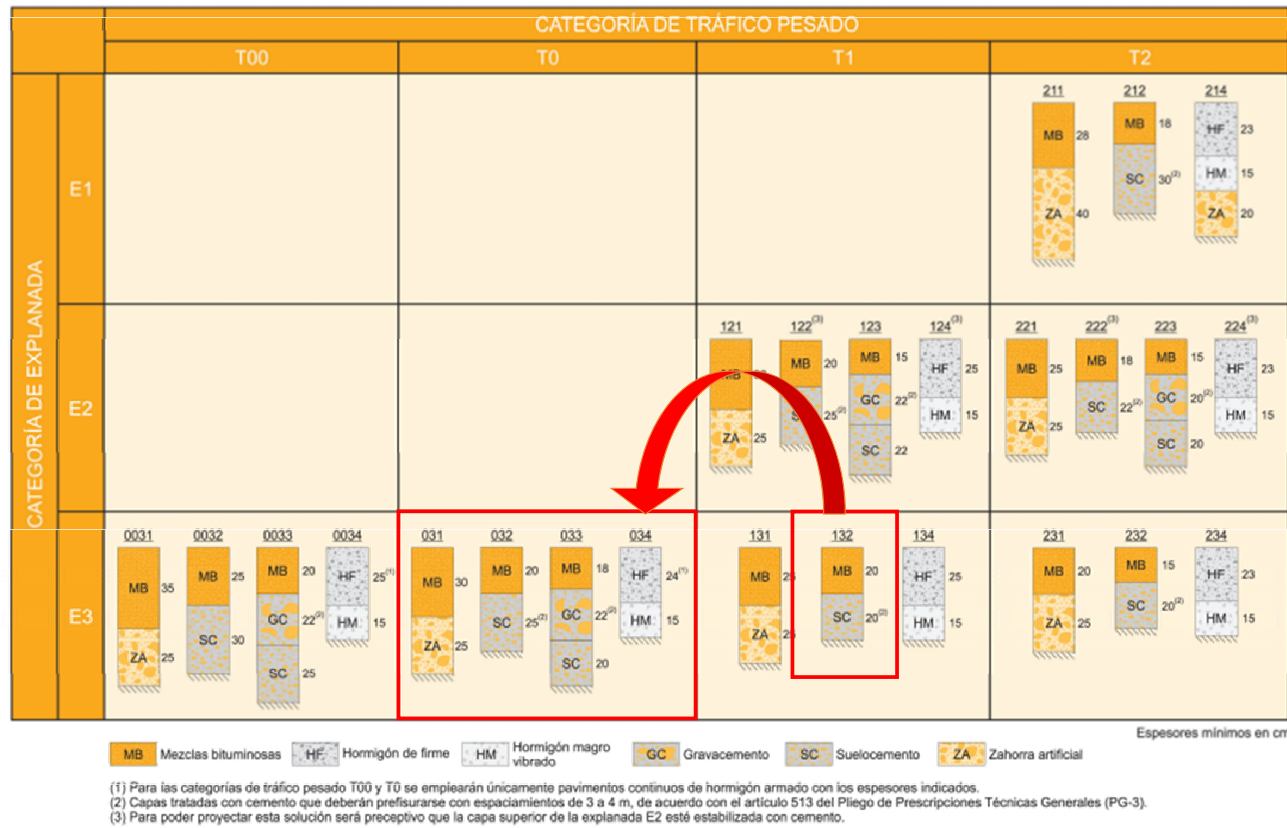 CATEGORÍA DE TRÁFICO PESADO
T00 T0 T1 T2
CATEGORÍA DE EXPLANADA
E1
211 212 214
MB 28 MB 18 HF 23
ZA 40 SC 30(2) HM 15
ZA 20
E2
121 122(3) 123 124(3) 221 222(3) 223 224(3)
MB MB 20 MB 15 HF 25 MB 25 MB 18 MB 15 HF 23
ZA 25 25(2) GC 22(2) HM 15 ZA 25 SC 22(2) GC 20(2) HM 15
SC 22 SC 20
E3
0031 0032 0033 0034 031 032 033 034 131 132 134 231 232 234
MB 35 MB 25 MB 20 HF 25(1) MB 30 MB 20 MB 18 HF 24(1) MB MB 20 HF 25 MB 20 MB 15 HF 23
ZA 25 SC 30 GC 22(2) HM 15 ZA 25 SC 25(2) GC 22(2) HM 15 ZA SC 20(2) HM 15 ZA 25 SC 20(2) HM 15
SC 25 SC 20
Espesores mínimos en cm
MB Mezclas bituminosas HF Hormigón de firme HM Hormigón magro vibrado GC Gravacemento SC Suelocemento ZA Zahorra artificial
(1) Para las categorías de tráfico pesado T00 y T0 se emplearán únicamente pavimentos continuos de hormigón armado con los espesores indicados.
(2) Capas tratadas con cemento que deberán prefisurarse con espaciamientos de 3 a 4 m, de acuerdo con el artículo 513 del Pliego de Prescripciones Técnicas Generales (PG-3).
(3) Para poder proyectar esta solución será preceptivo que la capa superior de la explanada E2 esté estabilizada con cemento.